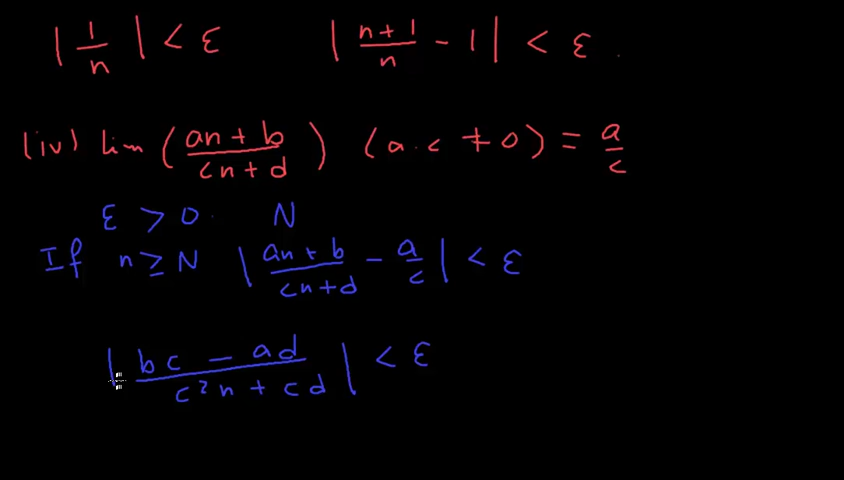 |1/n| < ε |n+1/n - 1| < ε
(iv) lim (an + b/cn + d) (a . c ≠ 0) = a/c
ε > 0 N
If n ≥ N |an + b/cn + d - a/c| < ε
|bc - ad/c²n + cd| < ε